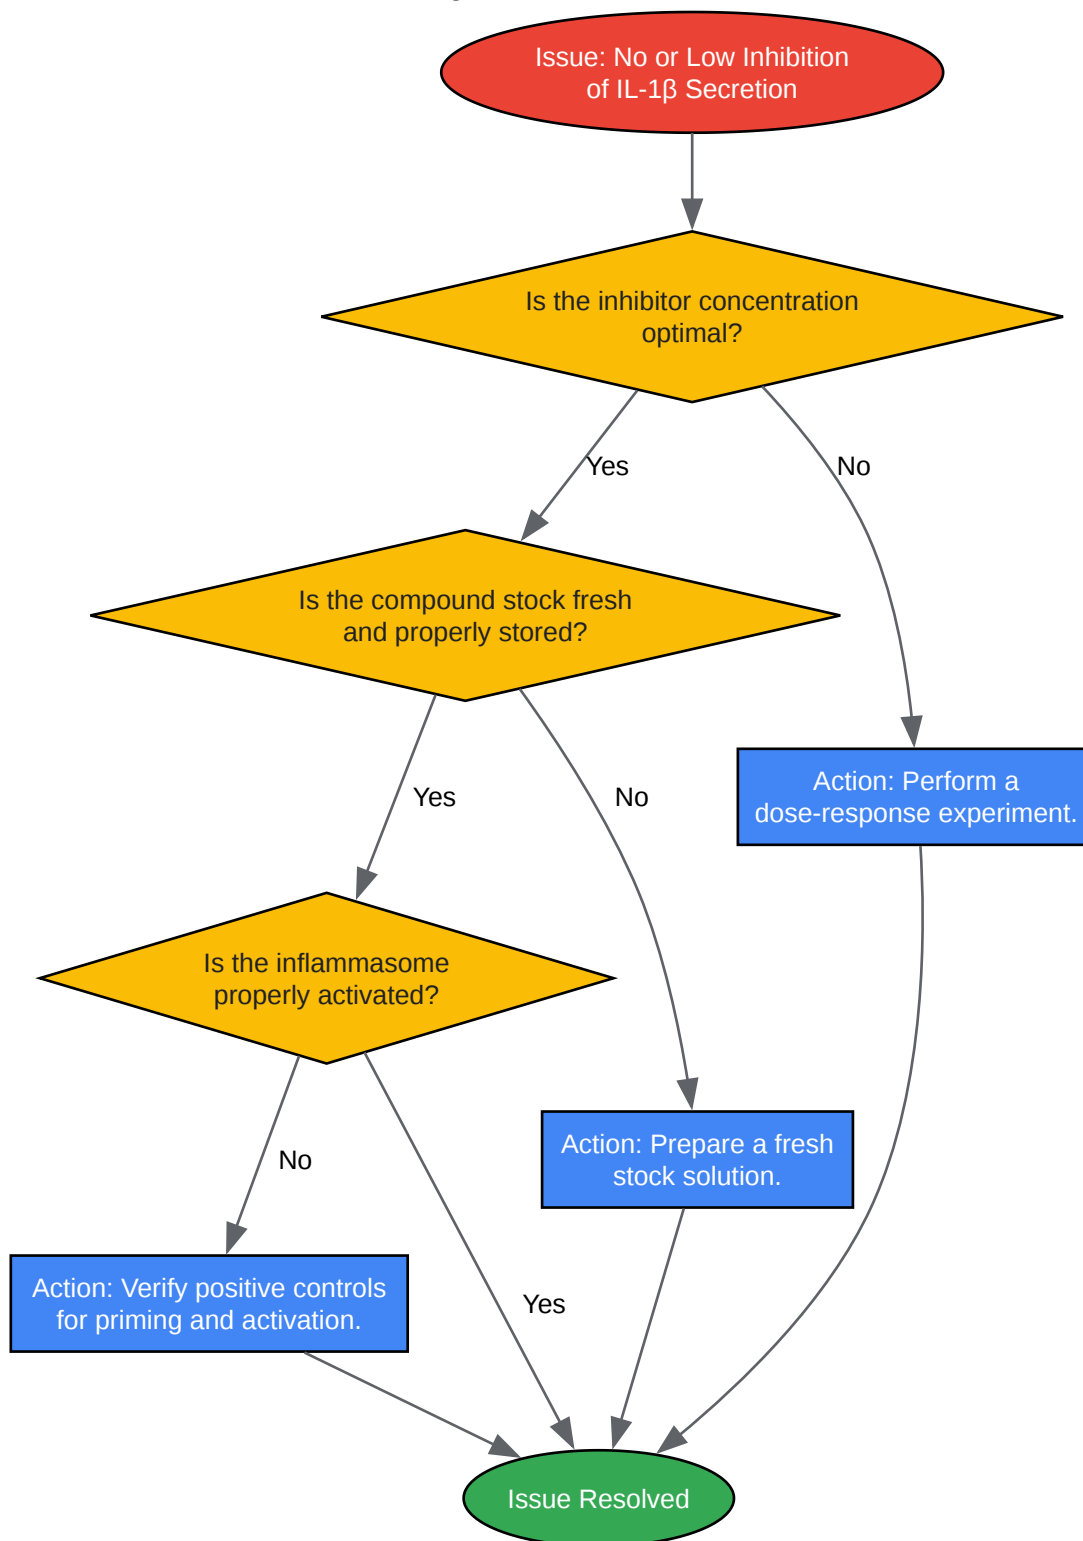 Issue: No or Low Inhibition
of IL-1β Secretion
Is the inhibitor concentration
optimal?
Yes
No
Is the compound stock fresh
and properly stored?
Yes
No
Action: Perform a
dose-response experiment.
Is the inflammasome
properly activated?
No
Yes
Action: Prepare a fresh
stock solution.
Action: Verify positive controls
for priming and activation.
Issue Resolved